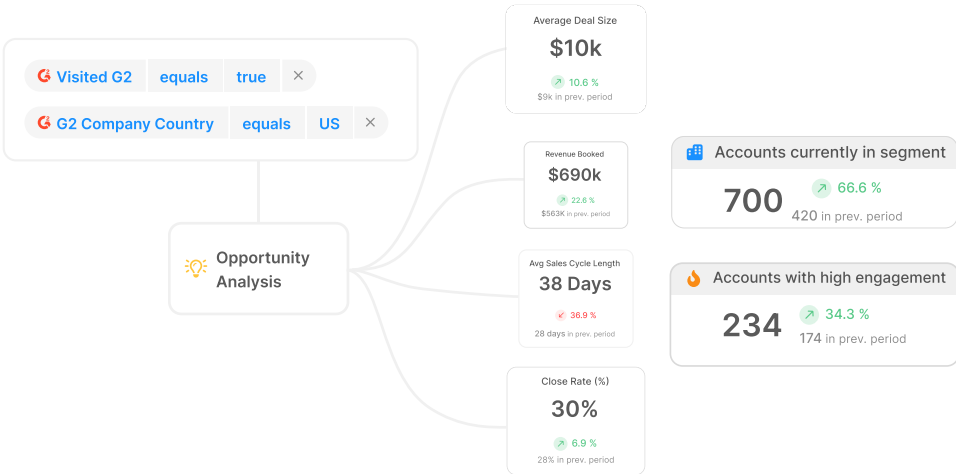 Visited G2 equals true ×
G2 Company Country equals US ×
Opportunity
Analysis
Average Deal Size
$10k
10.6 %
$9k in prev. period
Revenue Booked
$690k
22.6 %
$563K in prev. period
Avg Sales Cycle Length
38 Days
36.9 %
28 days in prev. period
Close Rate (%)
30%
6.9 %
28% in prev. period
Accounts currently in segment
700
66.6 %
420 in prev. period
Accounts with high engagement
234
34.3 %
174 in prev. period